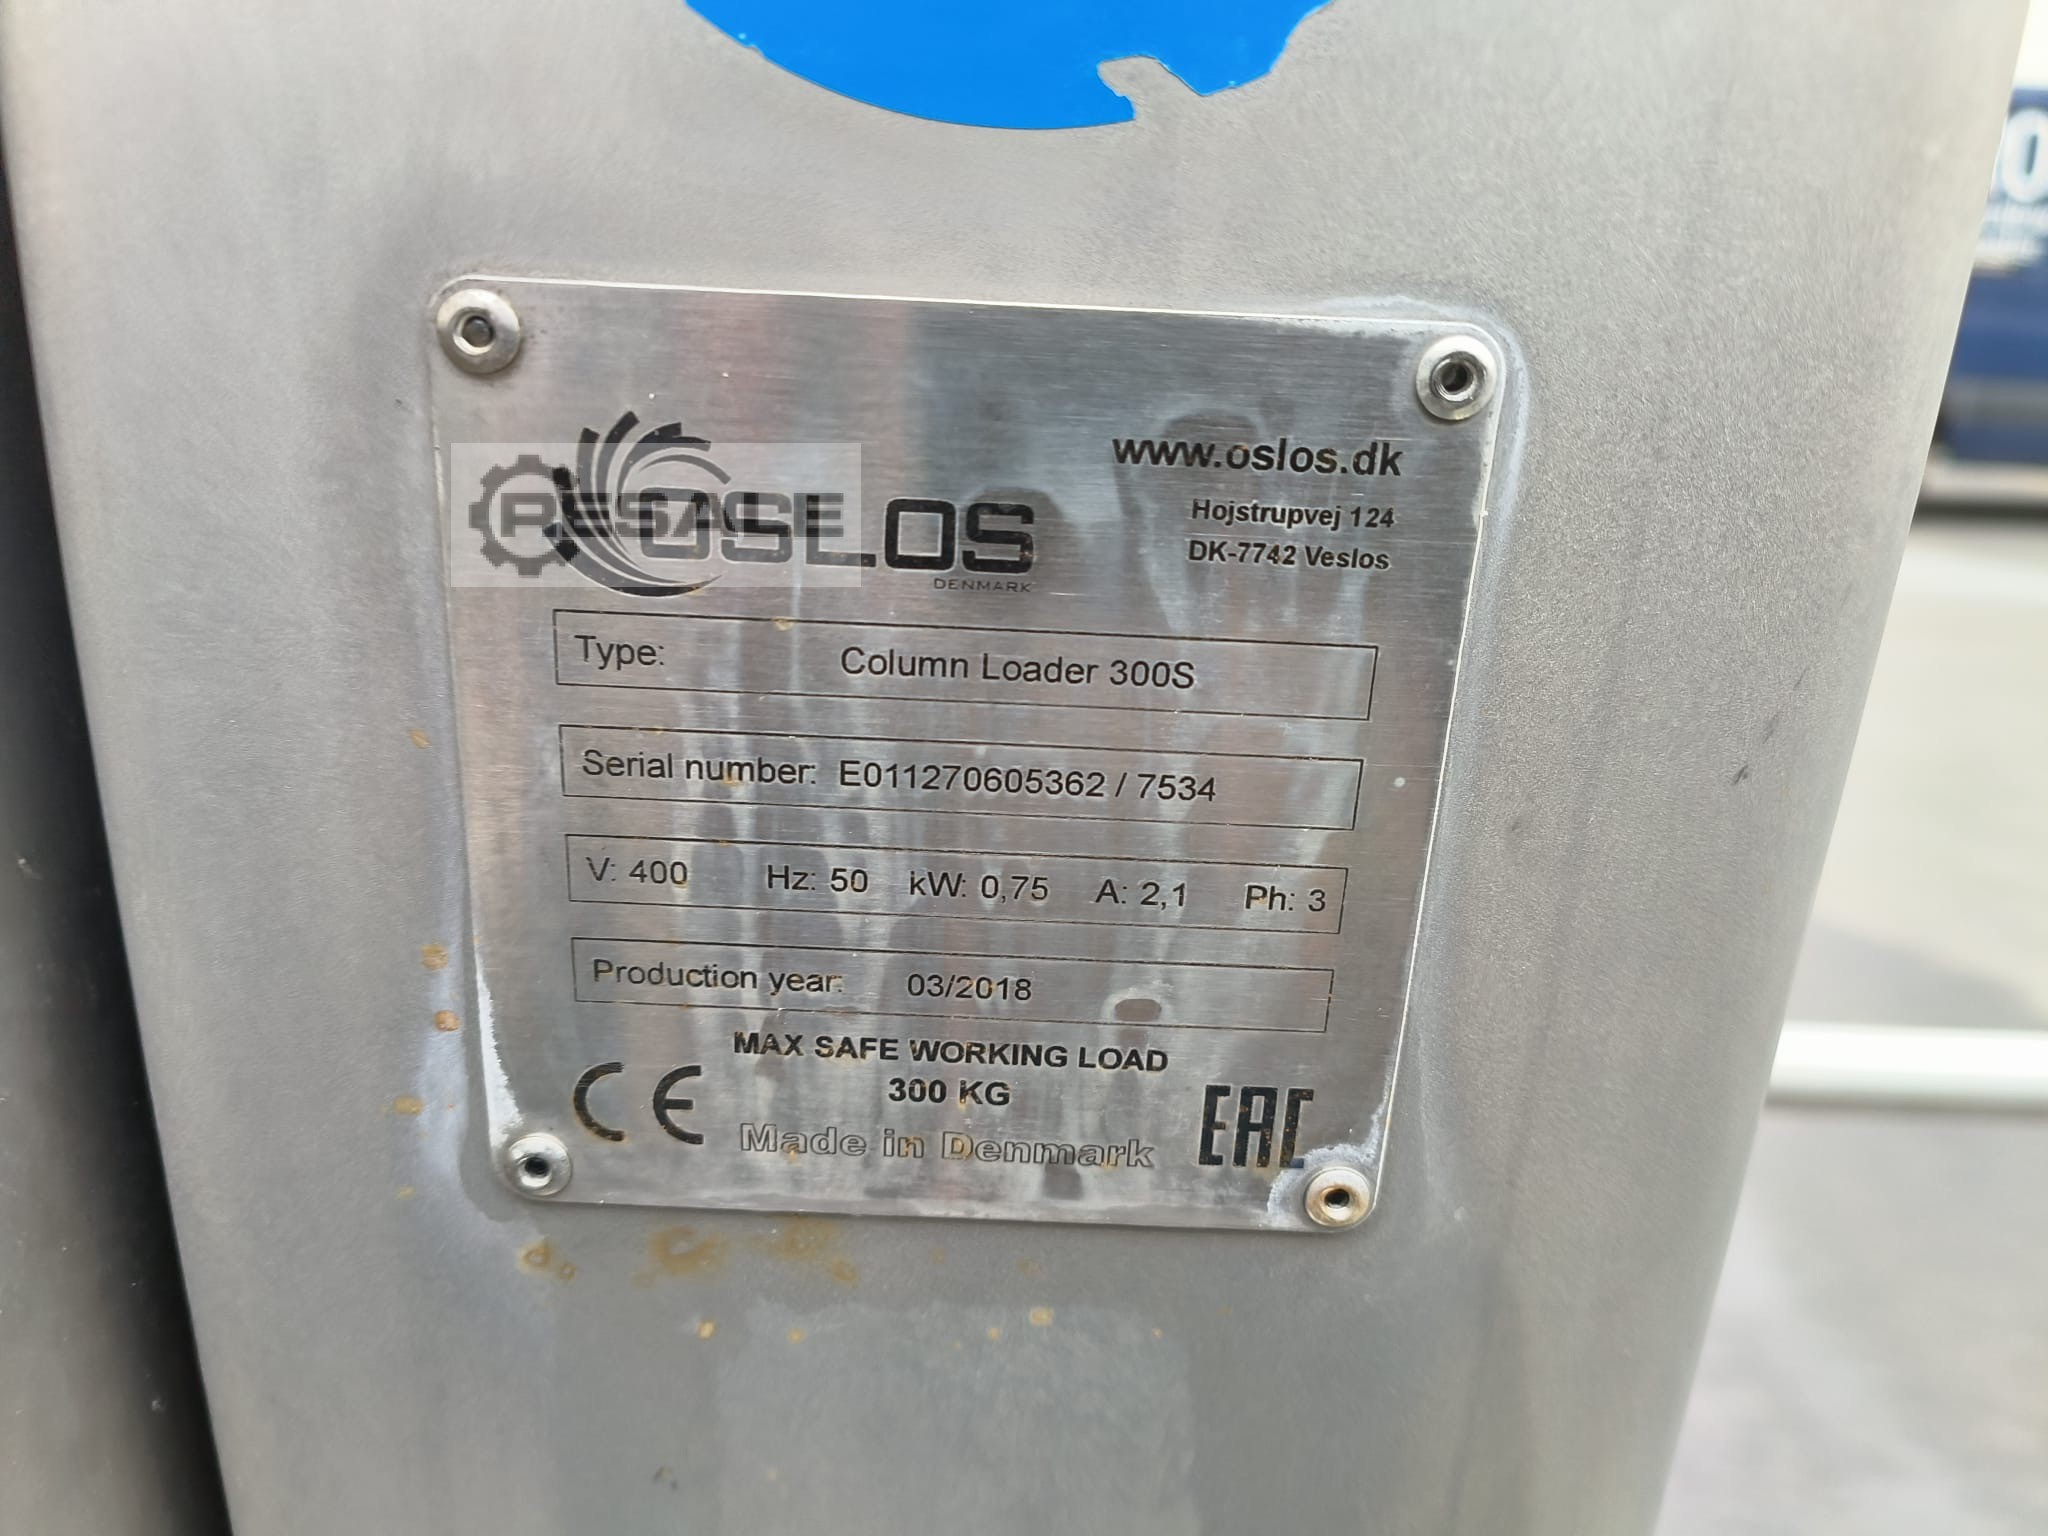 RESALE
OSLOS
DENMARK
www.oslos.dk
Hojstrupvej 124
DK-7742 Veslos
Type: Column Loader 300S
Serial number: E011270605362 / 7534
V: 400 Hz: 50 kW: 0,75 A: 2,1 Ph: 3
Production year: 03/2018
MAX SAFE WORKING LOAD
300 KG
CE
Made in Denmark
EAC